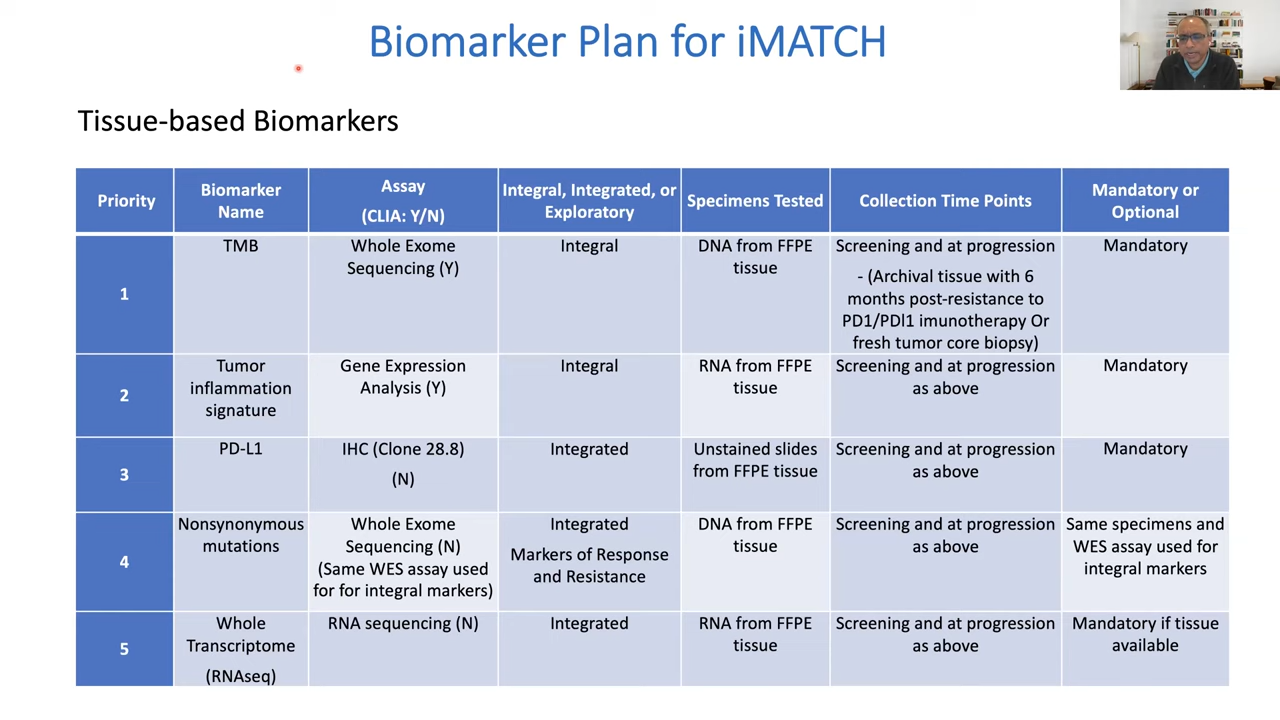 Biomarker Plan for iMATCH
Tissue-based Biomarkers
Priority
Biomarker
Name
Assay
(CLIA: Y/N)
Integral, Integrated, or
Exploratory
Specimens Tested
Collection Time Points
Mandatory or
Optional
1
TMB
Whole Exome
Sequencing (Y)
Integral
DNA from FFPE
tissue
Screening and at progression
- (Archival tissue with 6
months post-resistance to
PD1/PDl1 imunotherapy Or
fresh tumor core biopsy)
Mandatory
2
Tumor
inflammation
signature
Gene Expression
Analysis (Y)
Integral
RNA from FFPE
tissue
Screening and at progression
as above
Mandatory
3
PD-L1
IHC (Clone 28.8)
(N)
Integrated
Unstained slides
from FFPE tissue
Screening and at progression
as above
Mandatory
4
Nonsynonymous
mutations
Whole Exome
Sequencing (N)
(Same WES assay used
for for integral markers)
Integrated
Markers of Response
and Resistance
DNA from FFPE
tissue
Screening and at progression
as above
Same specimens and
WES assay used for
integral markers
5
Whole
Transcriptome
(RNAseq)
RNA sequencing (N)
Integrated
RNA from FFPE
tissue
Screening and at progression
as above
Mandatory if tissue
available